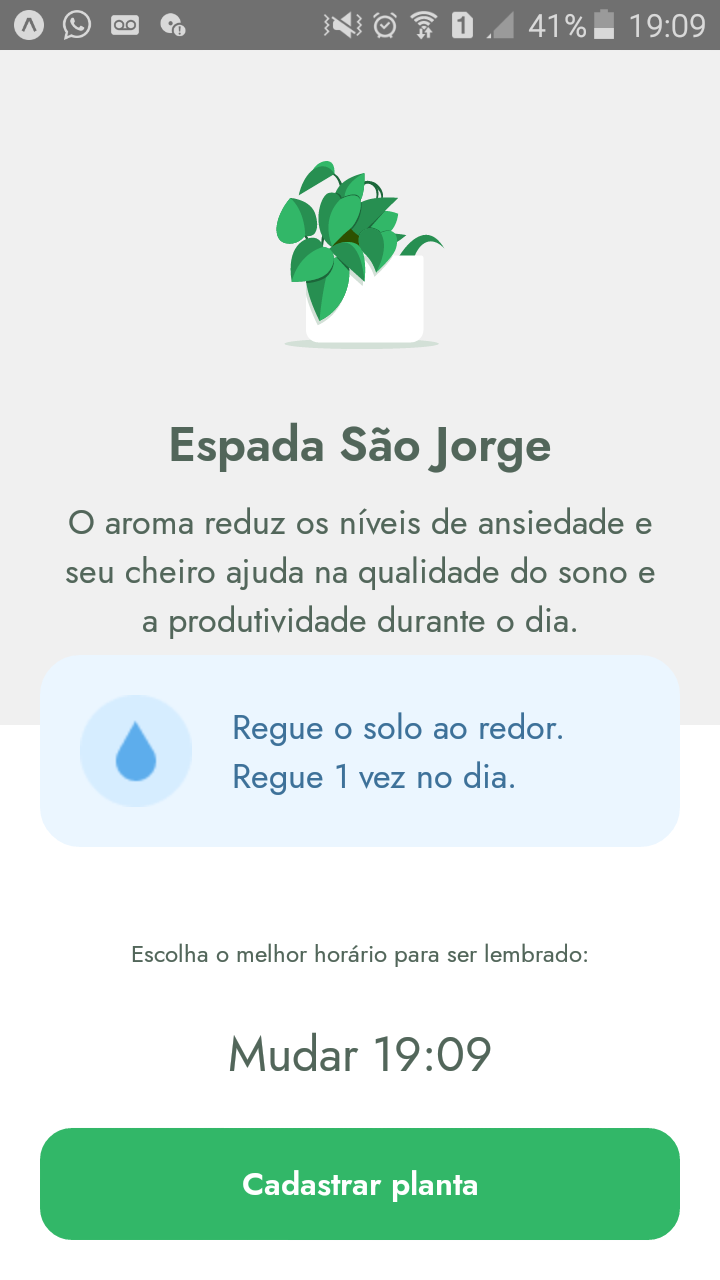 1 41% 19:09
Espada São Jorge
O aroma reduz os níveis de ansiedade e
seu cheiro ajuda na qualidade do sono e
a produtividade durante o dia.
Regue o solo ao redor.
Regue 1 vez no dia.
Escolha o melhor horário para ser lembrado:
Mudar 19:09
Cadastrar planta